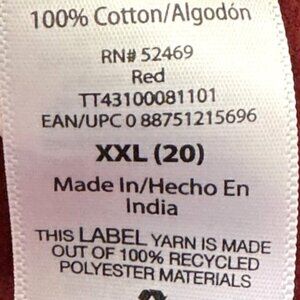 100% Cotton/Algodón
RN# 52469
Red
TT43100081101
EAN/UPC 0 88751215696
XXL (20)
Made In/Hecho En
India
THIS LABEL YARN IS MADE
OUT OF 100% RECYCLED
POLYESTER MATERIALS